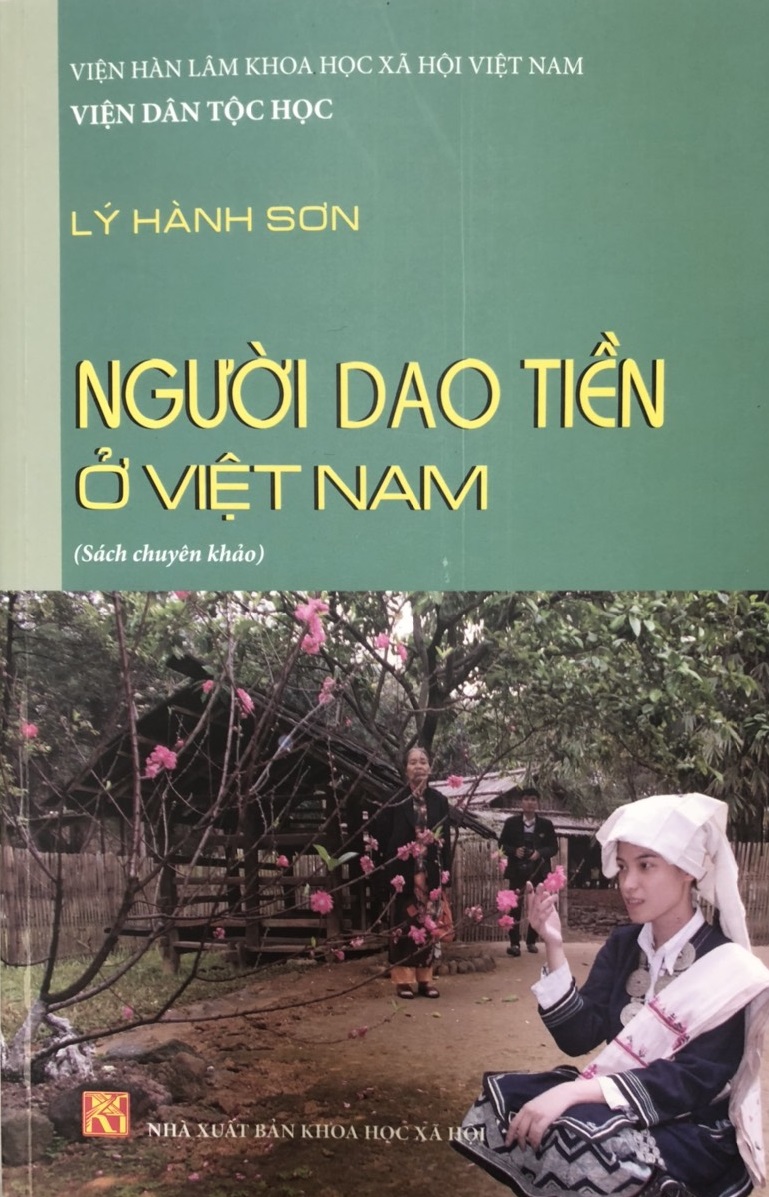 VIỆN HÀN LÂM KHOA HỌC XÃ HỘI VIỆT NAM
VIỆN DÂN TỘC HỌC
LÝ HÀNH SƠN
NGƯỜI DAO TIỀN
Ở VIỆT NAM
(Sách chuyên khảo)
NHÀ XUẤT BẢN KHOA HỌC XÃ HỘI